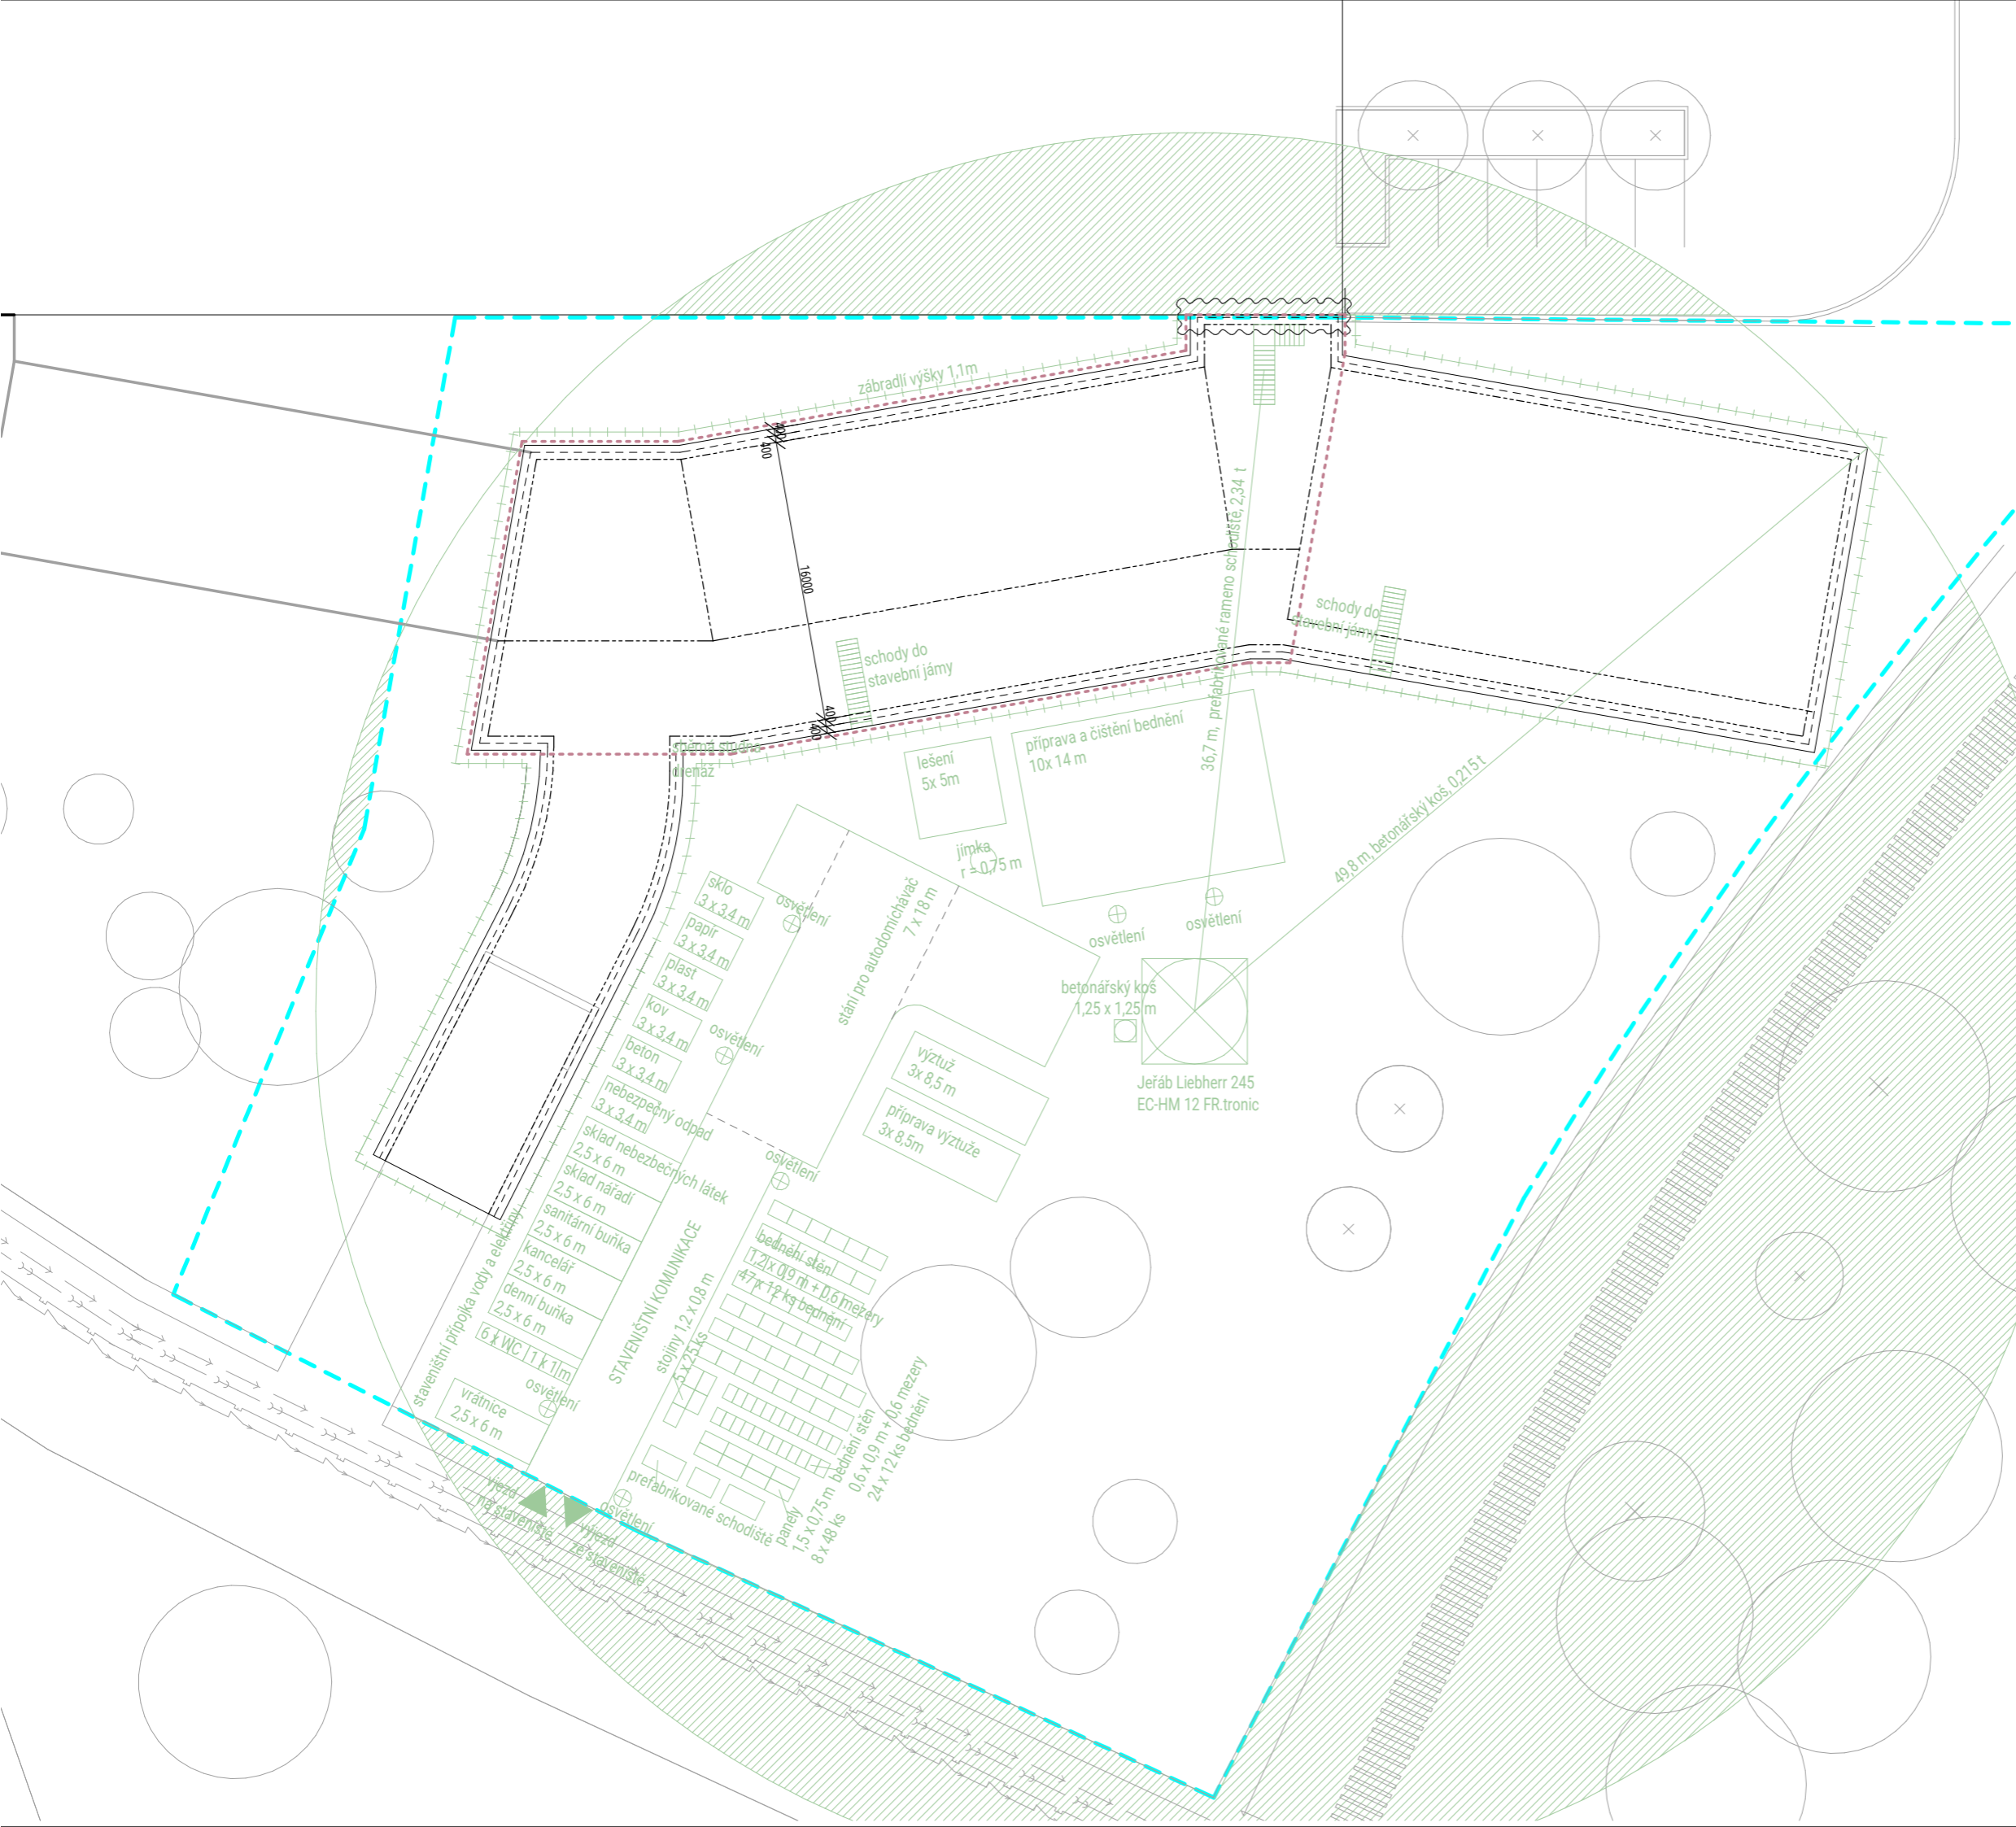 zábradlí výšky 1,1m
400
400
16000
400
400
schody do
stavební jámy
schody do
stavební jámy
36,7 m, prefabrikované rameno schodiště, 2,34 t
49,8 m, betonářský koš, 0,215 t
sběrná studna
drenáž
lešení
5x 5m
příprava a čištění bednění
10x 14 m
jímka
r = 0,75 m
sklo
3 x 3,4 m
papír
3 x 3,4 m
plast
3 x 3,4 m
kov
3 x 3,4 m
beton
3 x 3,4 m
nebezpečný odpad
3 x 3,4 m
osvětlení
stání pro autodomíchávač
7 x 18 m
osvětlení
osvětlení
osvětlení
betonářský koš
1,25 x 1,25 m
Jeřáb Liebherr 245
EC-HM 12 FR.tronic
výztuž
3x 8,5 m
příprava výztuže
3x 8,5m
osvětlení
sklad nebezbečných látek
2,5 x 6 m
sklad nářadí
2,5 x 6 m
sanitární buňka
2,5 x 6 m
kancelář
2,5 x 6 m
denní buňka
2,5 x 6 m
6 x WC 1 x 1m
vrátnice
2,5 x 6 m
osvětlení
staveništní přípojka vody a elektřiny
STAVENIŠTNÍ KOMUNIKACE
stojiny 1,2 x 0,8 m
5 x 25 ks
bednění stěn
1,2 x 0,9 m + 0,6 mezery
47 x 12 ks bednění
bednění stěn
0,6 x 0,9 m + 0,6 mezery
24 x 12 ks bednění
panely
1,5 x 0,75 m
8 x 48 ks
prefabrikované schodiště
osvětlení
vjezd
na staveniště
výjezd
ze staveniště